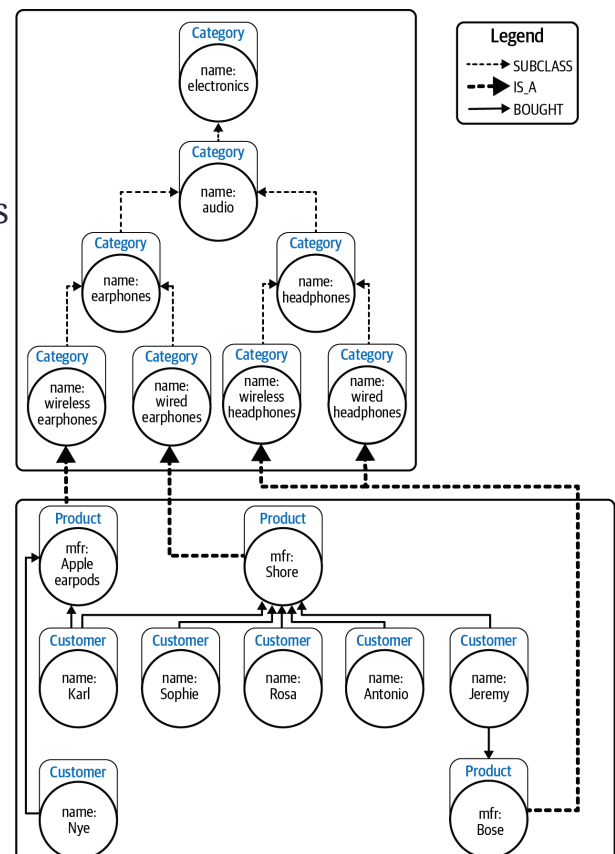 Category
name:
electronics
Legend
SUBCLASS
IS_A
BOUGHT
Category
name:
audio
s
Category
name:
earphones
Category
name:
headphones
Category
name:
wireless
earphones
Category
name:
wired
earphones
Category
name:
wireless
headphones
Category
name:
wired
headphones
Product
mfr:
Apple
earpods
Product
mfr:
Shore
Customer
name:
Karl
Customer
name:
Sophie
Customer
name:
Rosa
Customer
name:
Antonio
Customer
name:
Jeremy
Customer
name:
Nye
Product
mfr:
Bose